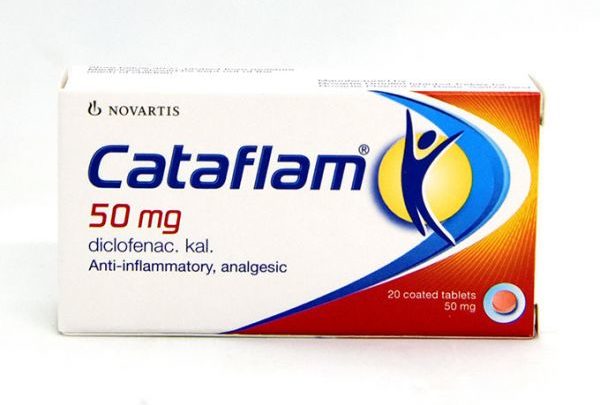 NOVARTIS
Cataflam®
50 mg
diclofenac. kal.
Anti-inflammatory, analgesic
20 coated tablets
50 mg